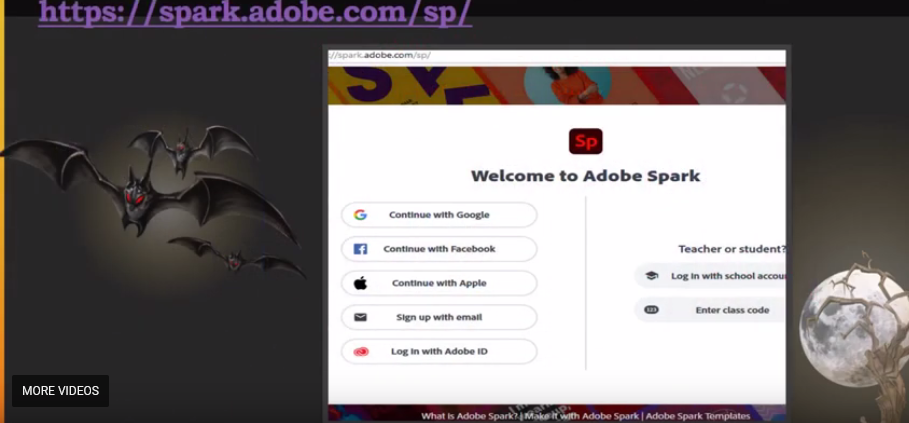 https://spark.adobe.com/sp/
://spark.adobe.com/sp/
Sp
Welcome to Adobe Spark
Continue with Google
Continue with Facebook
Continue with Apple
Sign up with email
Log in with Adobe ID
Teacher or student?
Log in with school accou
123
Enter class code
What is Adobe Spark? | Make it with Adobe Spark | Adobe Spark Templates
MORE VIDEOS